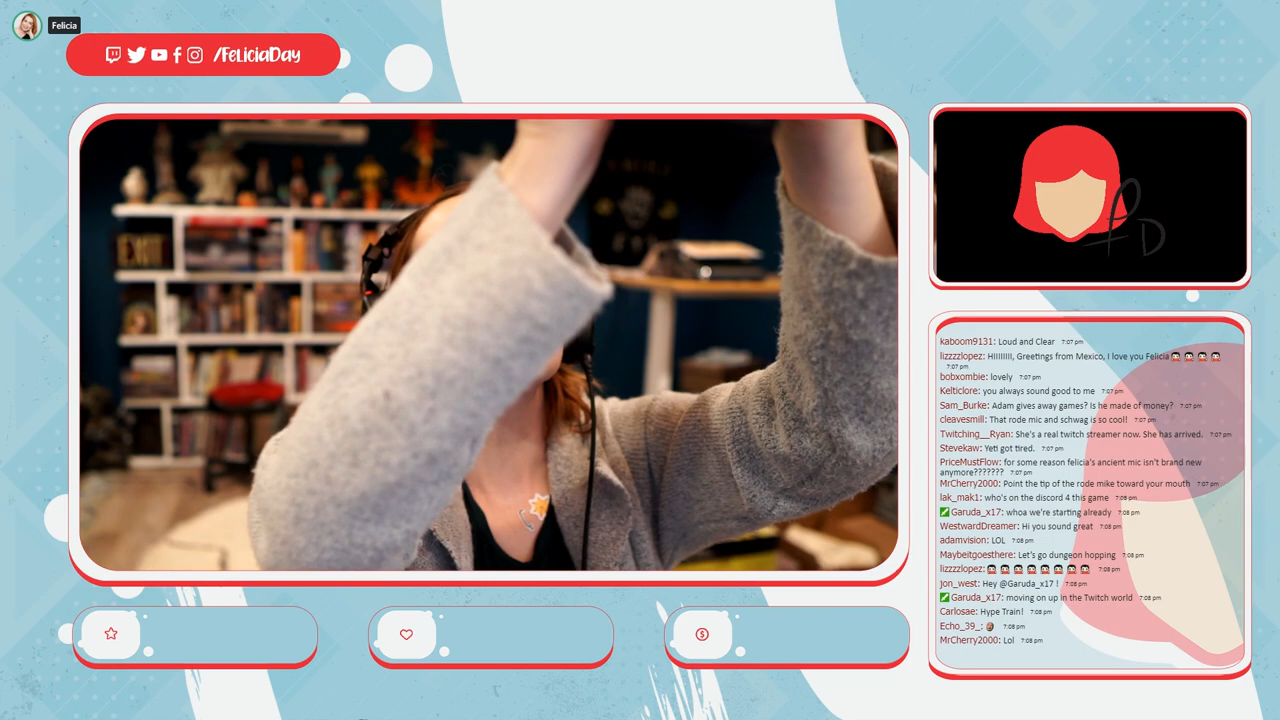 Felicia
/FeLiciaDay
EXIT
FD
kaboom9131: Loud and Clear 7:07 pm
lizzzzlopez: HIIIIIIII, Greetings from Mexico, I love you Felicia
7:07 pm
bobxombie: lovely 7:07 pm
Kelticlore: you always sound good to me 7:07 pm
Sam_Burke: Adam gives away games? Is he made of money? 7:07 pm
cleavesmill: That rode mic and schwag is so cool! 7:07 pm
Twitching__Ryan: She's a real twitch streamer now. She has arrived. 7:07 pm
Stevekaw: Yeti got tired. 7:07 pm
PriceMustFlow: for some reason felicia's ancient mic isn't brand new
anymore??????? 7:07 pm
MrCherry2000: Point the tip of the rode mike toward your mouth 7:07 pm
lak_mak1: who's on the discord 4 this game 7:08 pm
Garuda_x17: whoa we're starting already 7:08 pm
WestwardDreamer: Hi you sound great 7:08 pm
adamvision: LOL 7:08 pm
Maybeitgoesthere: Let's go dungeon hopping 7:08 pm
lizzzzlopez: 7:08 pm
jon_west: Hey @Garuda_x17 ! 7:08 pm
Garuda_x17: moving on up in the Twitch world 7:08 pm
Carlosae: Hype Train! 7:08 pm
Echo_39_: 7:08 pm
MrCherry2000: Lol 7:08 pm